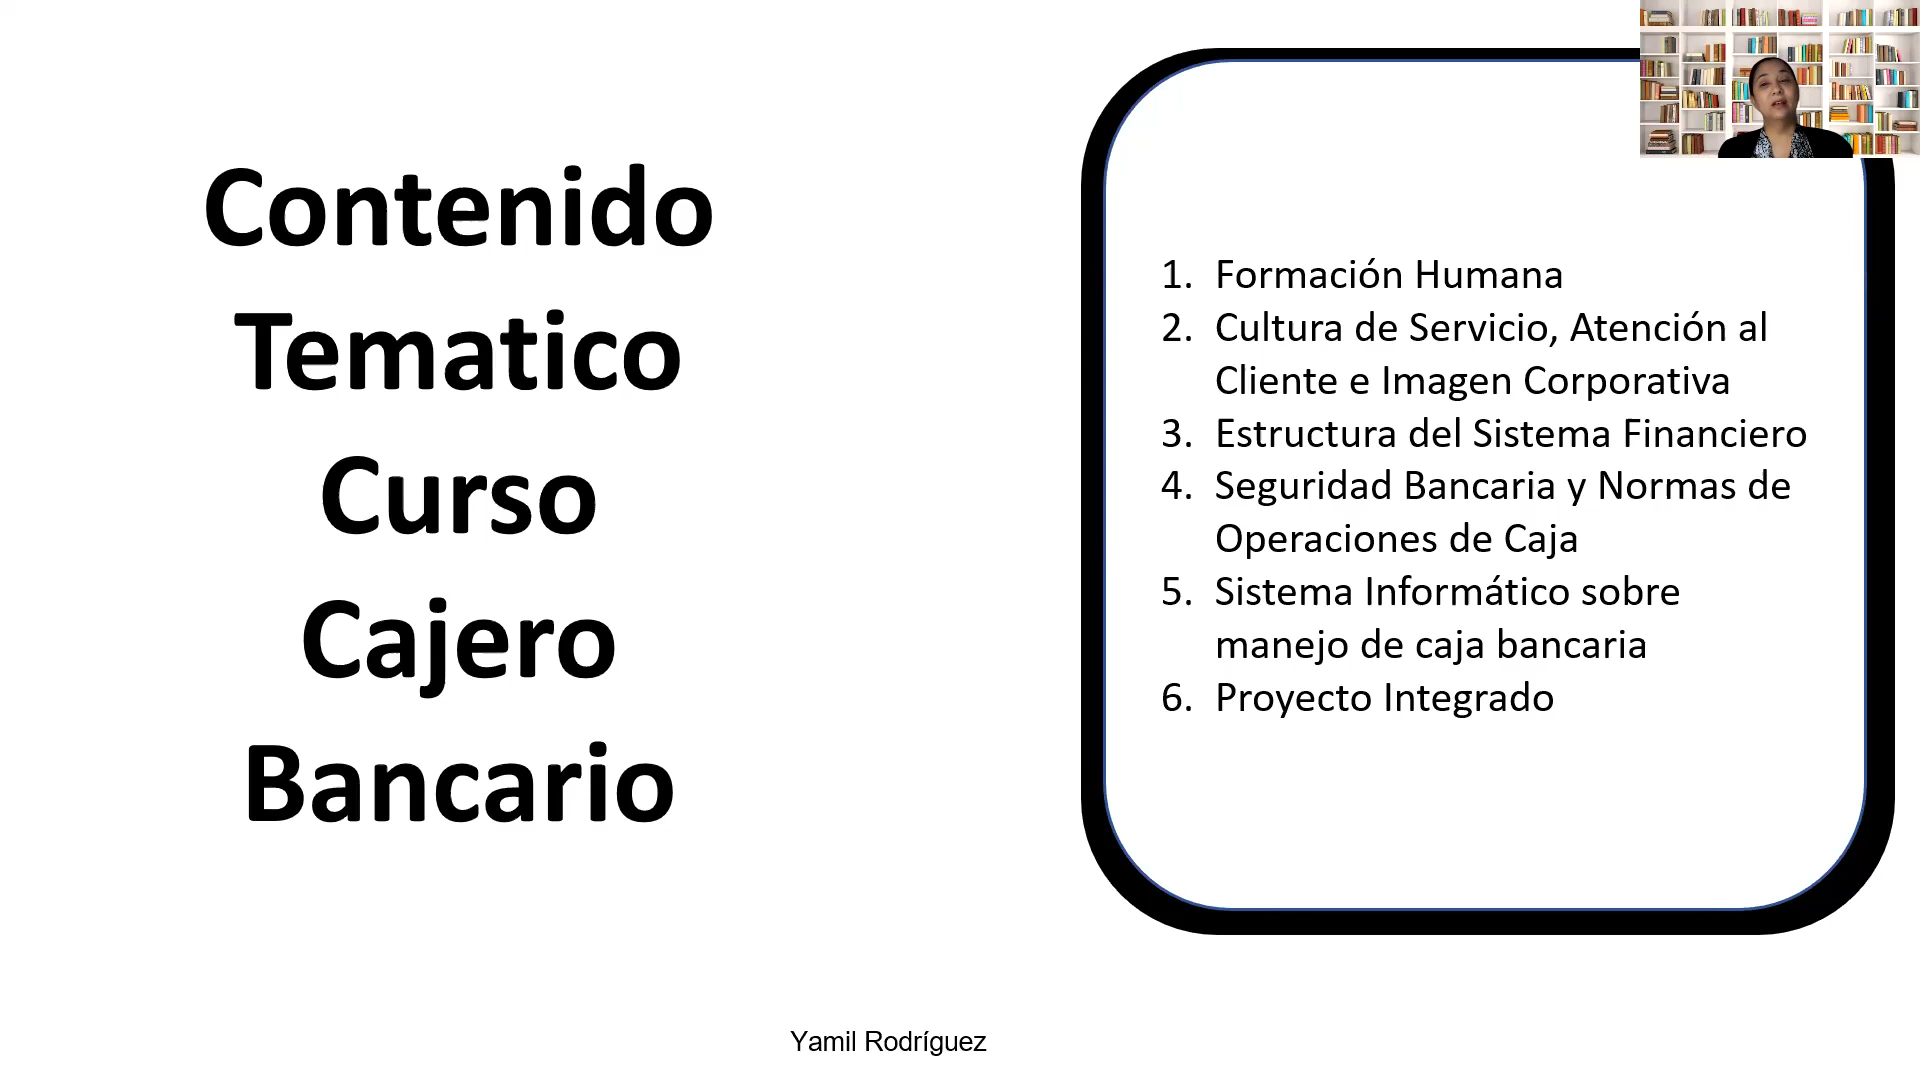 Contenido
Tematico
Curso
Cajero
Bancario
1. Formación Humana
2. Cultura de Servicio, Atención al
Cliente e Imagen Corporativa
3. Estructura del Sistema Financiero
4. Seguridad Bancaria y Normas de
Operaciones de Caja
5. Sistema Informático sobre
manejo de caja bancaria
6. Proyecto Integrado
Yamil Rodríguez